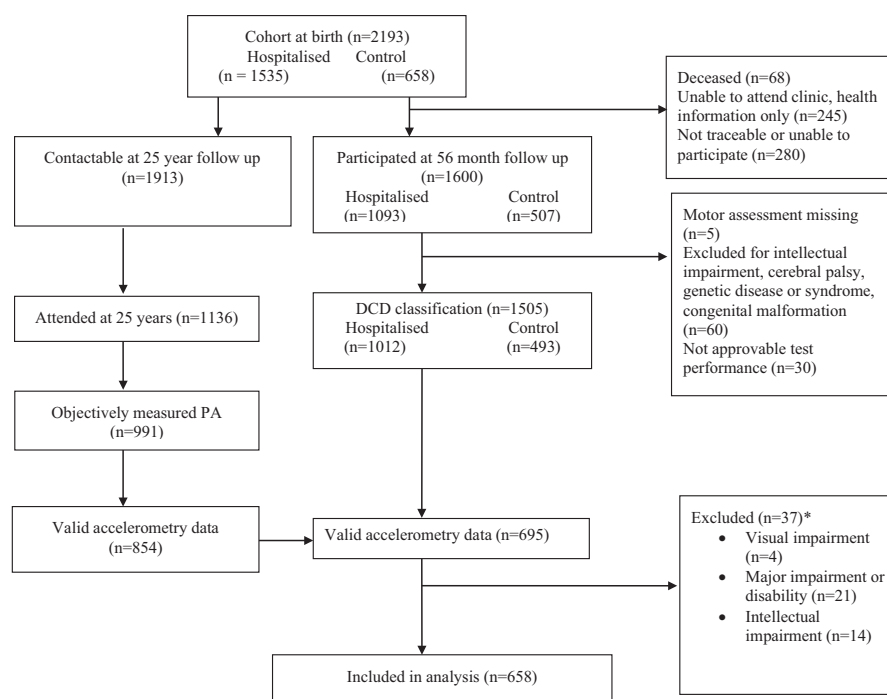 Cohort at birth (n=2193)
Hospitalised Control
(n = 1535) (n=658)
Deceased (n=68)
Unable to attend clinic, health
information only (n=245)
Not traceable or unable to
participate (n=280)
Contactable at 25 year follow up
(n=1913)
Participated at 56 month follow up
(n=1600)
Hospitalised Control
(n=1093) (n=507)
Motor assessment missing
(n=5)
Excluded for intellectual
impairment, cerebral palsy,
genetic disease or syndrome,
congenital malformation
(n=60)
Not approvable test
performance (n=30)
Attended at 25 years (n=1136)
DCD classification (n=1505)
Hospitalised Control
(n=1012) (n=493)
Objectively measured PA
(n=991)
Valid accelerometry data
(n=854)
Valid accelerometry data (n=695)
Excluded (n=37)*
• Visual impairment
(n=4)
• Major impairment or
disability (n=21)
• Intellectual
impairment (n=14)
Included in analysis (n=658)